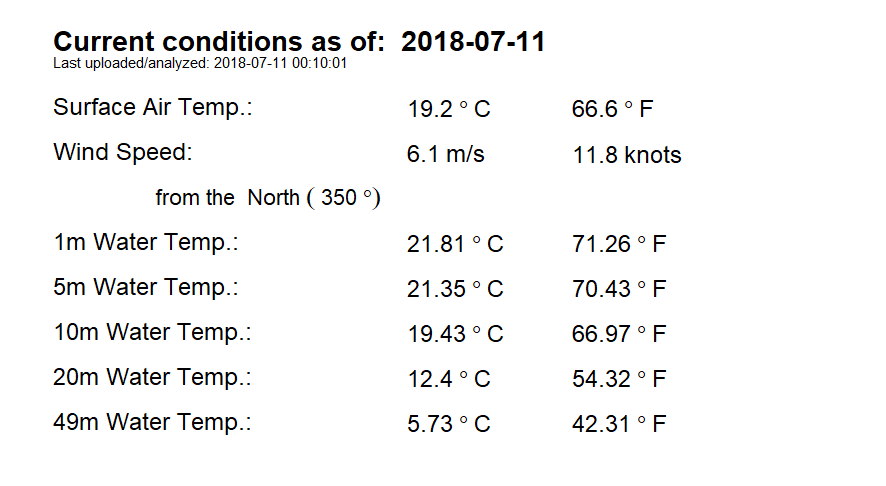 Current conditions as of:  2018-07-11
Last uploaded/analyzed: 2018-07-11 00:10:01
Surface Air Temp.: 19.2 ° C 66.6 ° F
Wind Speed: 6.1 m/s 11.8 knots
from the  North ( 350 °)
1m Water Temp.: 21.81 ° C 71.26 ° F
5m Water Temp.: 21.35 ° C 70.43 ° F
10m Water Temp.: 19.43 ° C 66.97 ° F
20m Water Temp.: 12.4 ° C 54.32 ° F
49m Water Temp.: 5.73 ° C 42.31 ° F